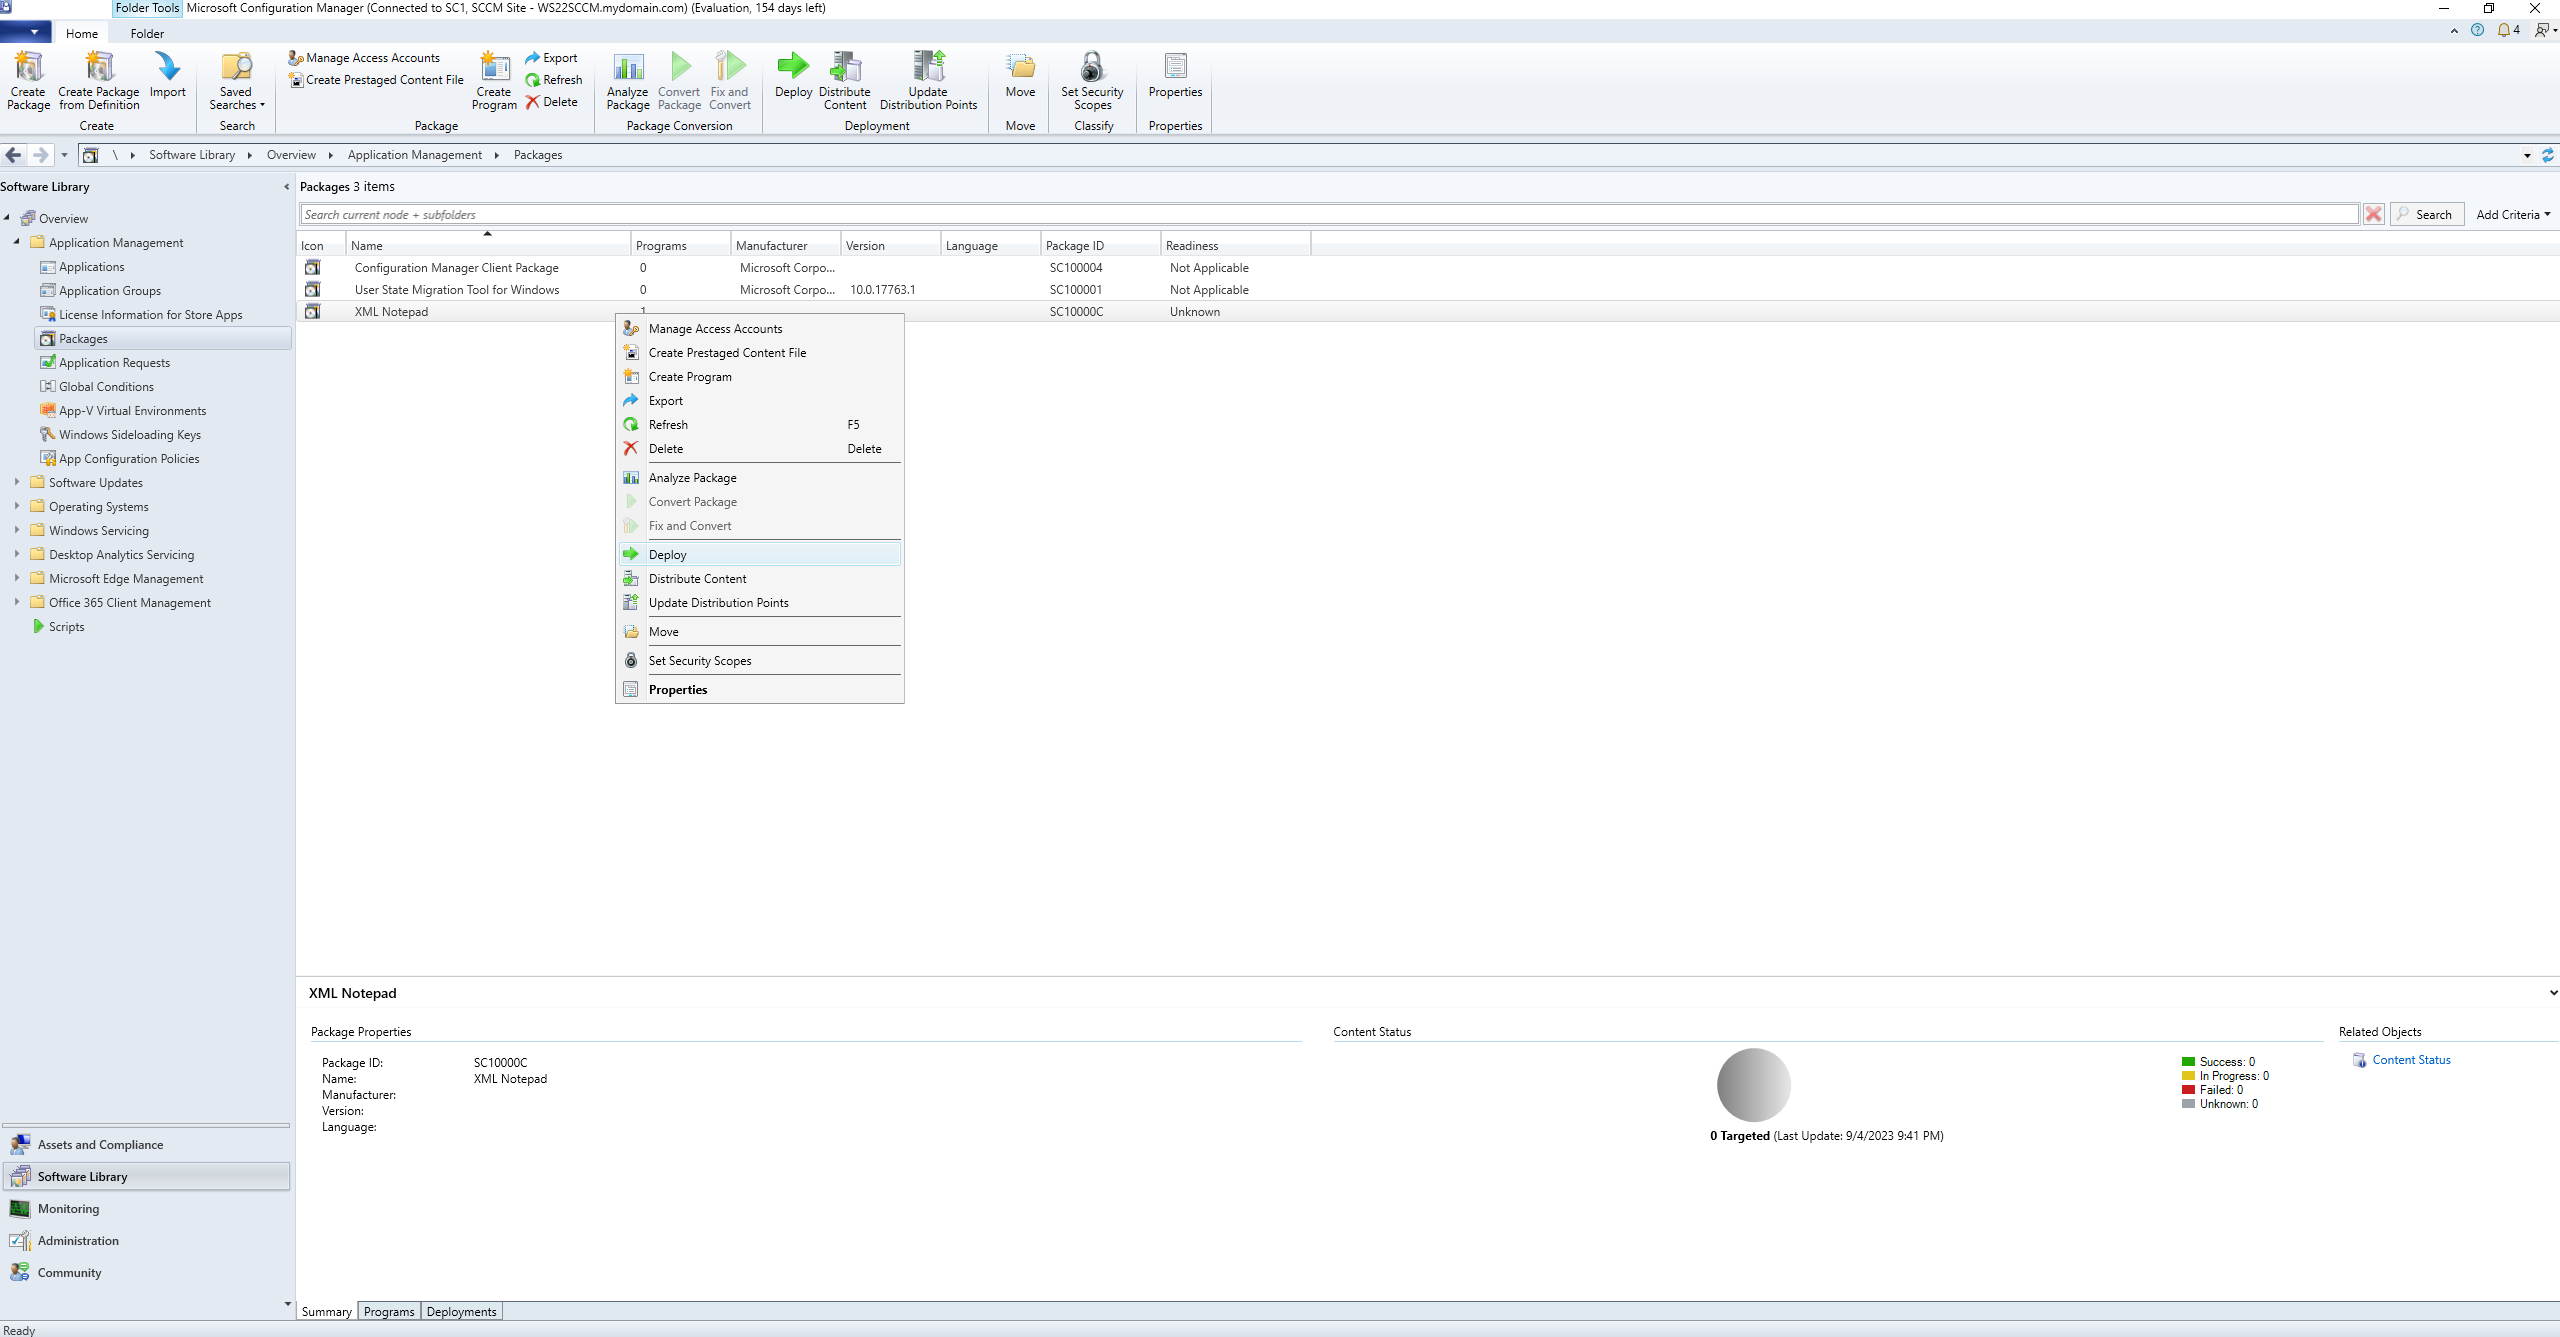 Folder Tools Microsoft Configuration Manager (Connected to SC1, SCCM Site - WS22SCCM.mydomain.com) (Evaluation, 154 days left)
Home Folder
4
Create Package
Create Package from Definition
Import
Create
Saved Searches
Search
Manage Access Accounts
Create Prestaged Content File
Create Program
Export
Refresh
Delete
Package
Analyze Package
Convert Package
Fix and Convert
Package Conversion
Deploy
Distribute Content
Update Distribution Points
Deployment
Move
Move
Set Security Scopes
Classify
Properties
Properties
\ Software Library Overview Application Management Packages
Software Library
Overview
Application Management
Applications
Application Groups
License Information for Store Apps
Packages
Application Requests
Global Conditions
App-V Virtual Environments
Windows Sideloading Keys
App Configuration Policies
Software Updates
Operating Systems
Windows Servicing
Desktop Analytics Servicing
Microsoft Edge Management
Office 365 Client Management
Scripts
Assets and Compliance
Software Library
Monitoring
Administration
Community
Packages 3 items
Search current node + subfolders
Search
Add Criteria
Icon Name Programs Manufacturer Version Language Package ID Readiness
Configuration Manager Client Package 0 Microsoft Corpo... SC100004 Not Applicable
User State Migration Tool for Windows 0 Microsoft Corpo... 10.0.17763.1 SC100001 Not Applicable
XML Notepad 1 SC10000C Unknown
Manage Access Accounts
Create Prestaged Content File
Create Program
Export
Refresh F5
Delete Delete
Analyze Package
Convert Package
Fix and Convert
Deploy
Distribute Content
Update Distribution Points
Move
Set Security Scopes
Properties
XML Notepad
Package Properties
Package ID: SC10000C
Name: XML Notepad
Manufacturer:
Version:
Language:
Content Status
Success: 0
In Progress: 0
Failed: 0
Unknown: 0
0 Targeted (Last Update: 9/4/2023 9:41 PM)
Related Objects
Content Status
Summary Programs Deployments
Ready